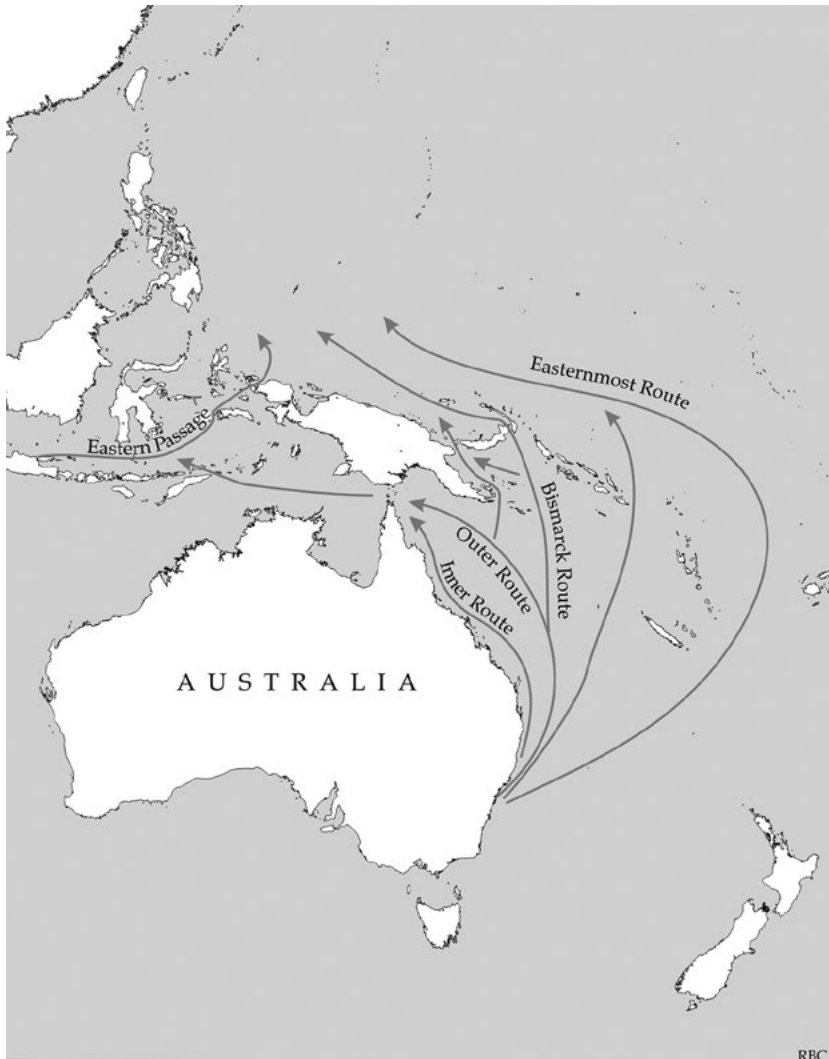 Easternmost Route
Eastern Passage
Bismarck Route
Outer Route
Inner Route
AUSTRALIA
RBC